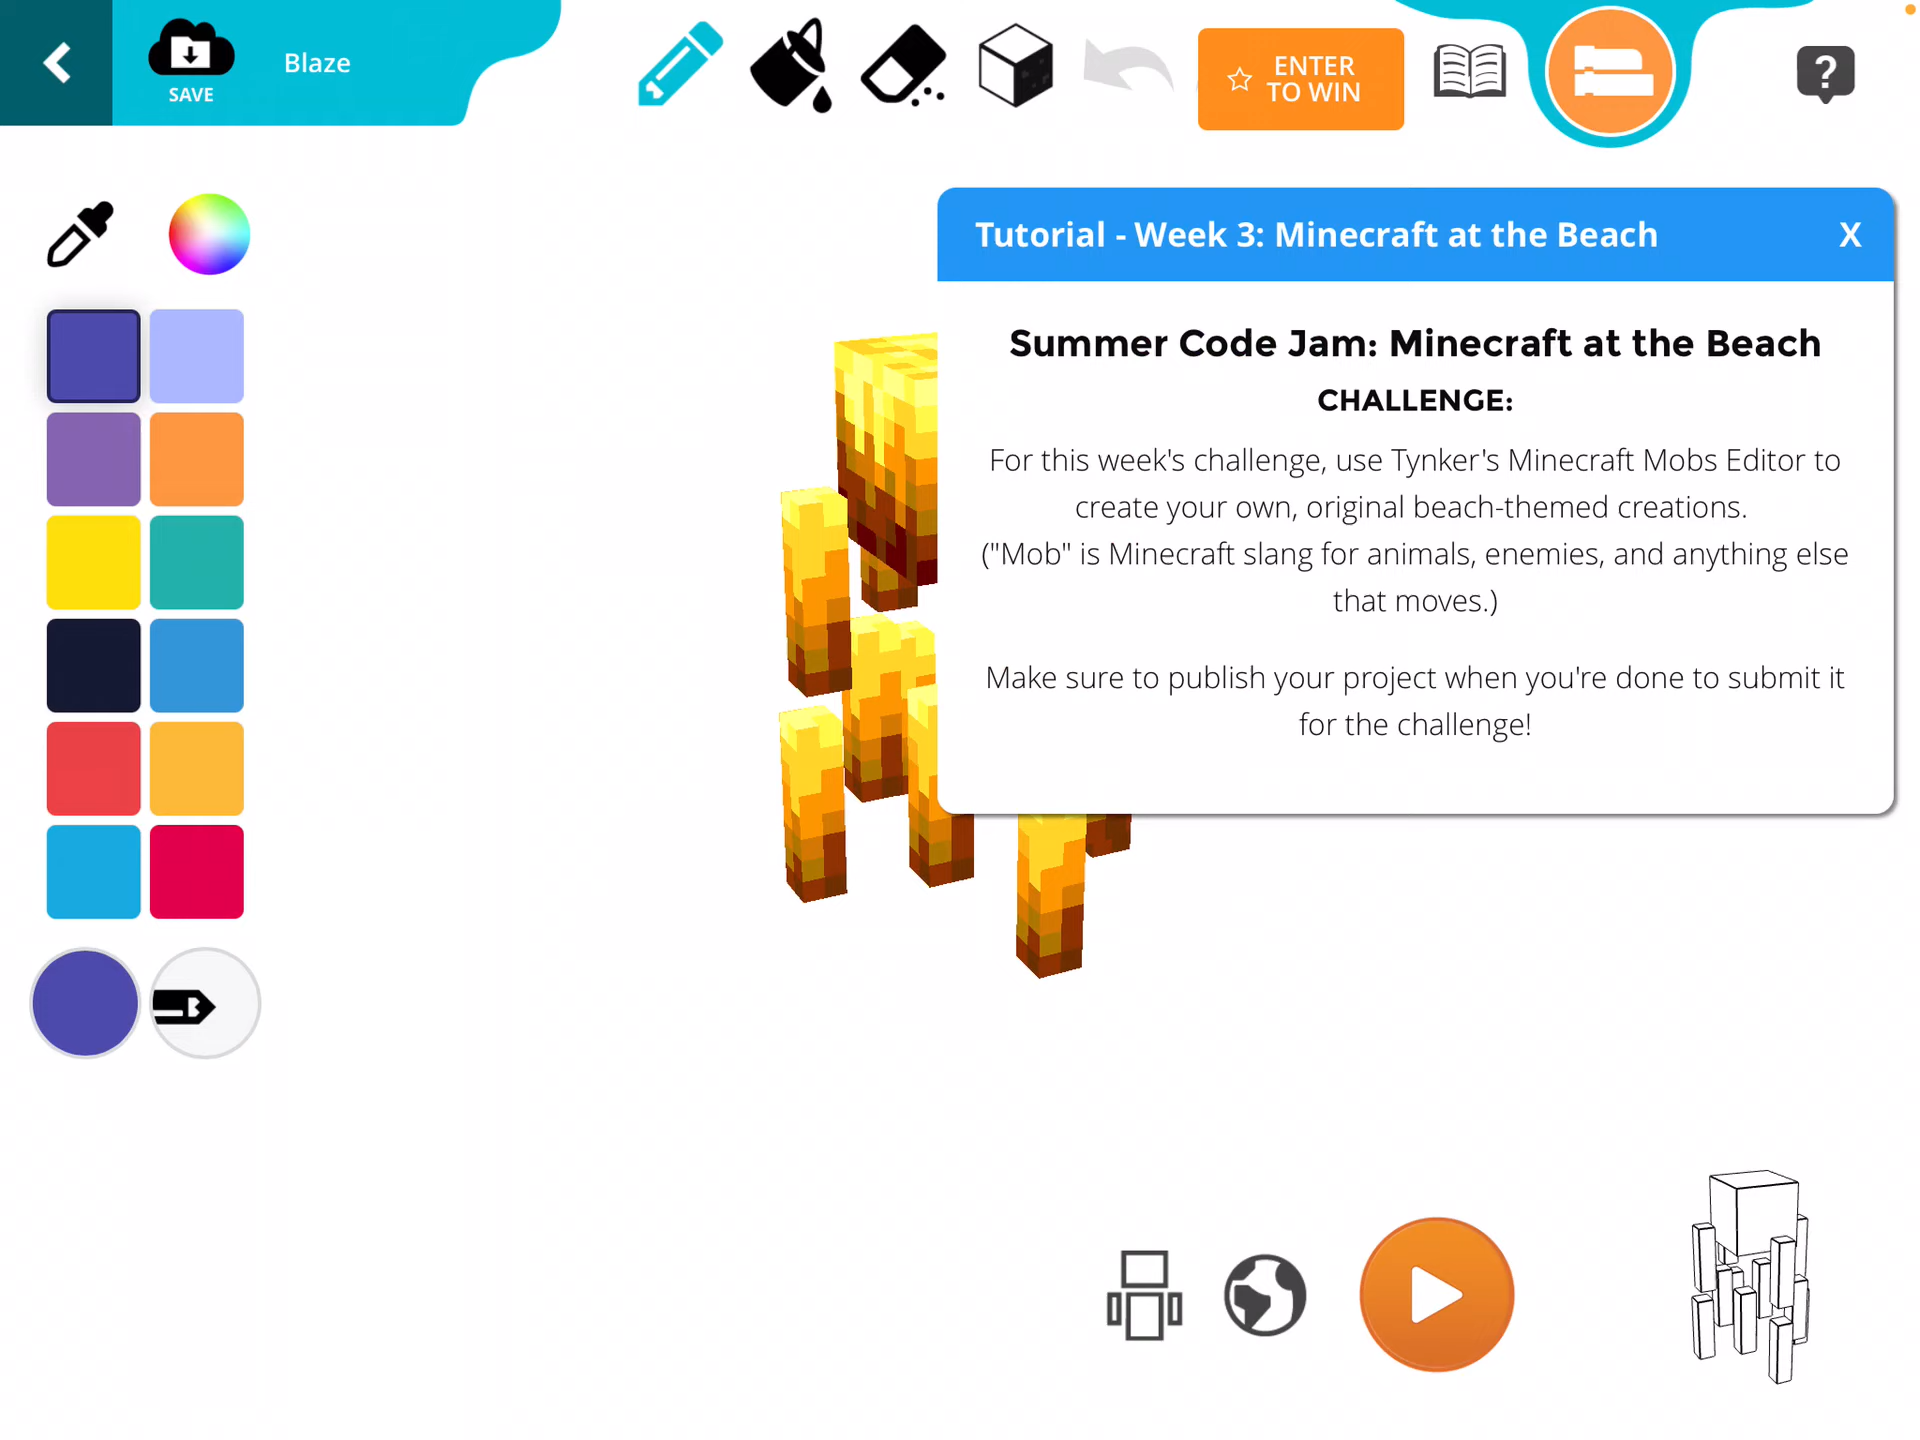 SAVE
Blaze
ENTER
TO WIN
?
Tutorial - Week 3: Minecraft at the Beach
X
Summer Code Jam: Minecraft at the Beach
CHALLENGE:
For this week's challenge, use Tynker's Minecraft Mobs Editor to
create your own, original beach-themed creations.
("Mob" is Minecraft slang for animals, enemies, and anything else
that moves.)
Make sure to publish your project when you're done to submit it
for the challenge!